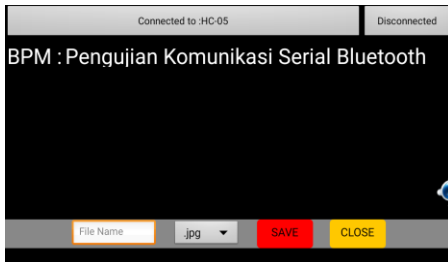 Connected to :HC-05
Disconnected
BPM : Pengujian Komunikasi Serial Bluetooth
File Name
.jpg
SAVE
CLOSE